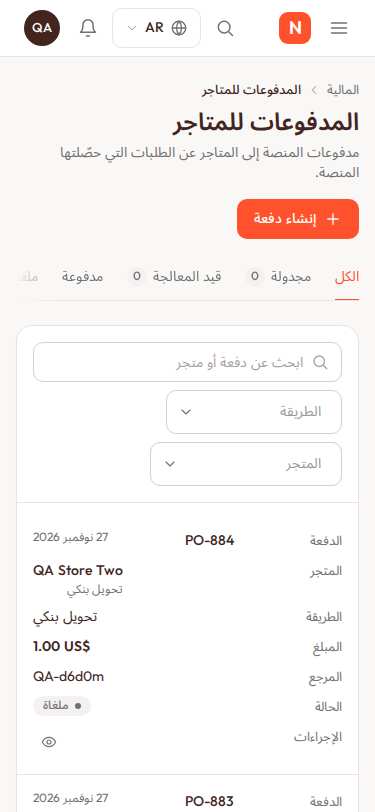 N AR QA
المالية > المدفوعات للمتاجر
المدفوعات للمتاجر
مدفوعات المنصة إلى المتاجر عن الطلبات التي حصّلتها
المنصة.
+ إنشاء دفعة
الكل مجدولة 0 قيد المعالجة 0 مدفوعة ملغ
ابحث عن دفعة أو متجر
الطريقة
المتجر
الدفعة PO-884 27 نوفمبر 2026
المتجر QA Store Two
تحويل بنكي
الطريقة تحويل بنكي
المبلغ 1.00 US$
المرجع QA-d6d0m
الحالة ملغاة
الإجراءات
الدفعة PO-883 27 نوفمبر 2026